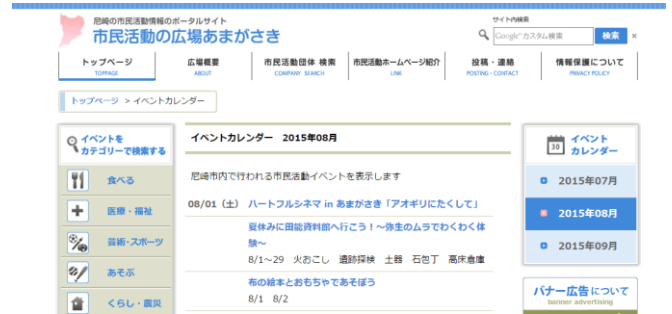 尼崎の市民活動情報のポータルサイト
市民活動の広場あまがさき
サイト内検索
Google™ カスタム検索
検索
×
トップページ
TOPPAGE
広場概要
ABOUT
市民活動団体 検索
COMPANY SEARCH
市民活動ホームページ紹介
LINK
投稿・連絡
POSTING・CONTACT
情報保護について
PRIVACY POLICY
トップページ > イベントカレンダー
イベントを
カテゴリーで検索する
食べる
医療・福祉
芸術・スポーツ
あそぶ
くらし・農災
イベントカレンダー 2015年08月
尼崎市内で行われる市民活動イベントを表示します
08/01 (土) ハートフルシネマ in あまがさき「アオギリにたくして」
夏休みに田能資料館へ行こう！～弥生のムラでわくわく体
験～
8/1～29 火おこし 遺跡探検 土器 石包丁 高床倉庫
布の絵本とおもちゃであそぼう
8/1 8/2
30
イベント
カレンダー
2015年07月
2015年08月
2015年09月
バナー広告について
banner advertising